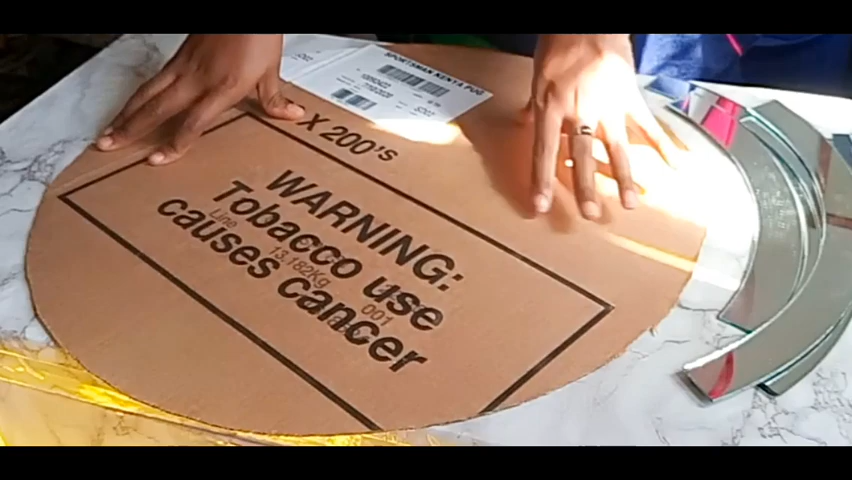 SPORTSMAN KENYA PUG
X 200's
WARNING:
Tobacco use
causes cancer
Line
13.182Kg
001